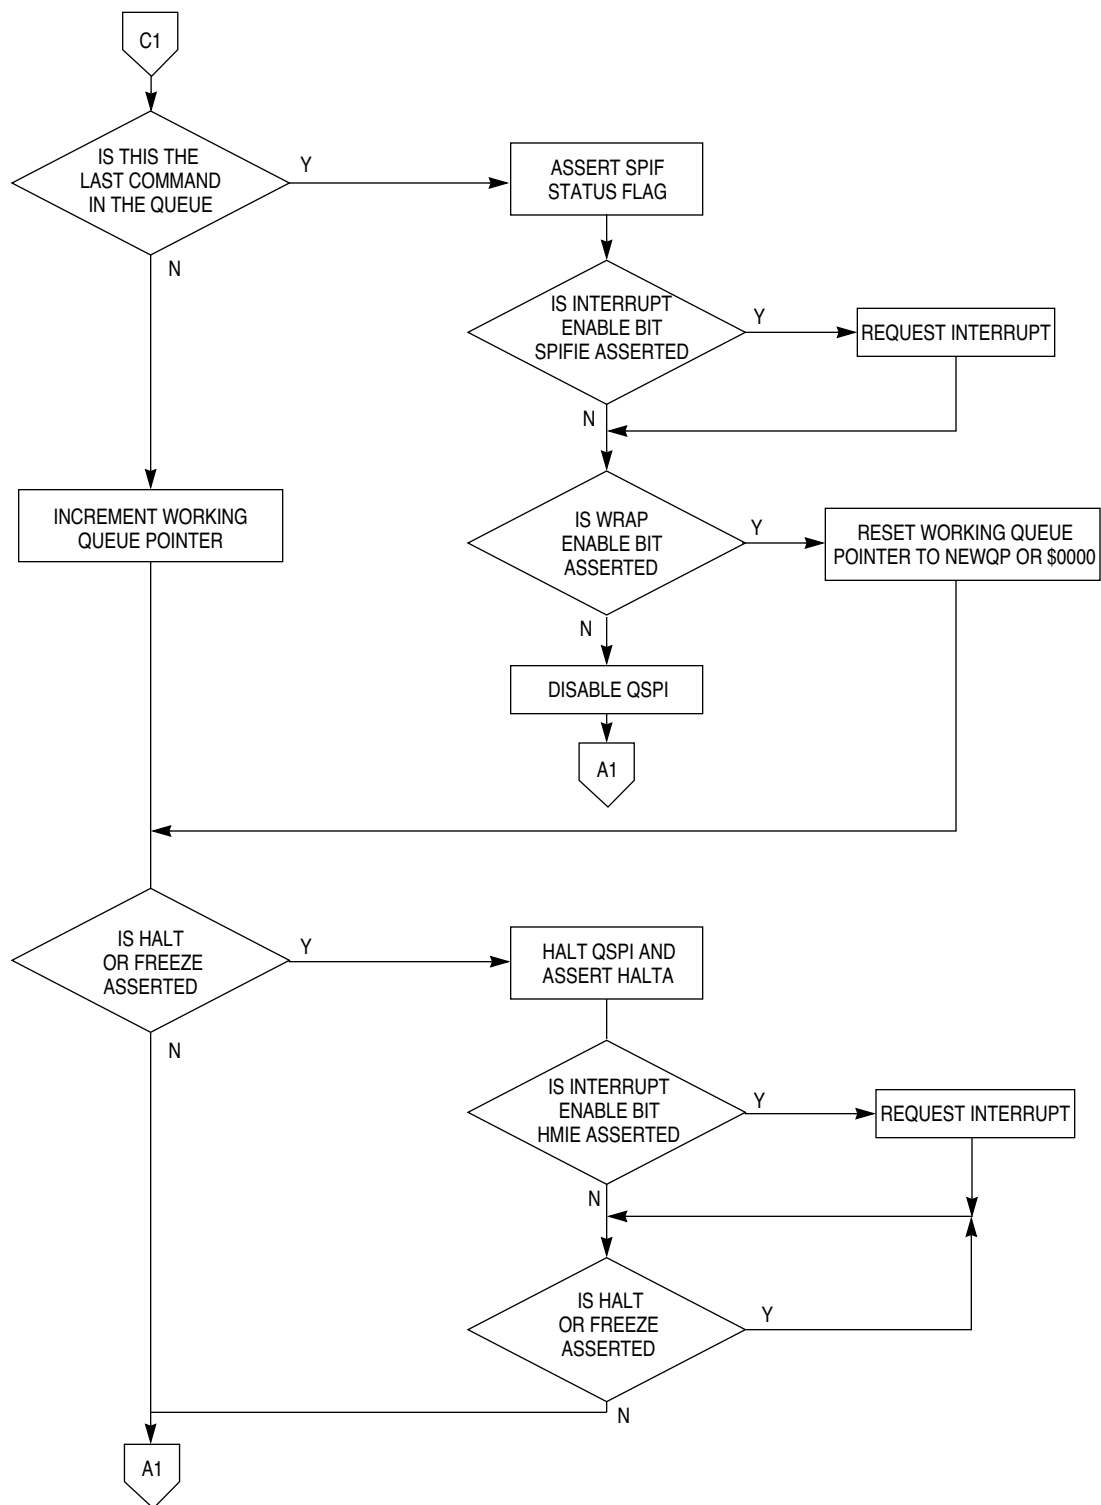 C1
IS THIS THE
LAST COMMAND
IN THE QUEUE
Y
N
ASSERT SPIF
STATUS FLAG
IS INTERRUPT
ENABLE BIT
SPIFIE ASSERTED
Y
REQUEST INTERRUPT
N
INCREMENT WORKING
QUEUE POINTER
IS WRAP
ENABLE BIT
ASSERTED
Y
RESET WORKING QUEUE
POINTER TO NEWQP OR $0000
N
DISABLE QSPI
A1
IS HALT
OR FREEZE
ASSERTED
Y
N
HALT QSPI AND
ASSERT HALTA
IS INTERRUPT
ENABLE BIT
HMIE ASSERTED
Y
REQUEST INTERRUPT
N
IS HALT
OR FREEZE
ASSERTED
Y
N
A1